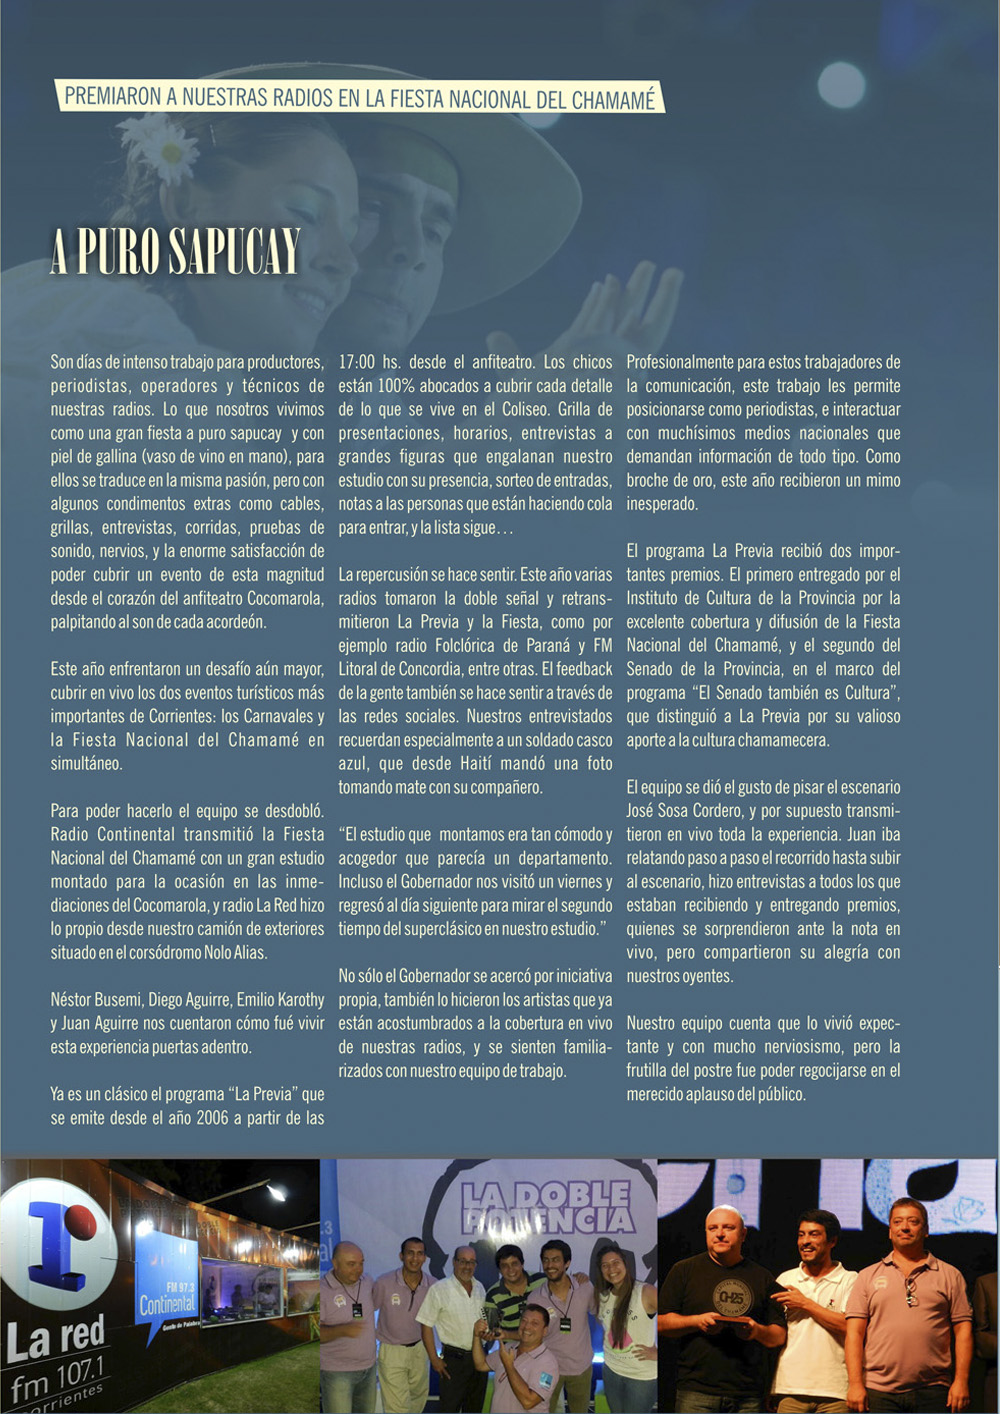 PREMIARON A NUESTRAS RADIOS EN LA FIESTA NACIONAL DEL CHAMAMÉ
A PURO SAPUCAY
Son días de intenso trabajo para productores,
periodistas, operadores y técnicos de
nuestras radios. Lo que nosotros vivimos
como una gran fiesta a puro sapucay y con
piel de gallina (vaso de vino en mano), para
ellos se traduce en la misma pasión, pero con
algunos condimentos extras como cables,
grillas, entrevistas, corridas, pruebas de
sonido, nervios, y la enorme satisfacción de
poder cubrir un evento de esta magnitud
desde el corazón del anfiteatro Cocomarola,
palpitando al son de cada acordeón.
Este año enfrentaron un desafío aún mayor,
cubrir en vivo los dos eventos turísticos más
importantes de Corrientes: los Carnavales y
la Fiesta Nacional del Chamamé en
simultáneo.
Para poder hacerlo el equipo se desdobló.
Radio Continental transmitió la Fiesta
Nacional del Chamamé con un gran estudio
montado para la ocasión en las inme-
diaciones del Cocomarola, y radio La Red hizo
lo propio desde nuestro camión de exteriores
situado en el corsódromo Nolo Alias.
Néstor Busemi, Diego Aguirre, Emilio Karothy
y Juan Aguirre nos cuentaron cómo fué vivir
esta experiencia puertas adentro.
Ya es un clásico el programa “La Previa” que
se emite desde el año 2006 a partir de las
17:00 hs. desde el anfiteatro. Los chicos
están 100% abocados a cubrir cada detalle
de lo que se vive en el Coliseo. Grilla de
presentaciones, horarios, entrevistas a
grandes figuras que engalanan nuestro
estudio con su presencia, sorteo de entradas,
notas a las personas que están haciendo cola
para entrar, y la lista sigue…
La repercusión se hace sentir. Este año varias
radios tomaron la doble señal y retrans-
mitieron La Previa y la Fiesta, como por
ejemplo radio Folclórica de Paraná y FM
Litoral de Concordia, entre otras. El feedback
de la gente también se hace sentir a través de
las redes sociales. Nuestros entrevistados
recuerdan especialmente a un soldado casco
azul, que desde Haití mandó una foto
tomando mate con su compañero.
“El estudio que montamos era tan cómodo y
acogedor que parecía un departamento.
Incluso el Gobernador nos visitó un viernes y
regresó al día siguiente para mirar el segundo
tiempo del superclásico en nuestro estudio.”
No sólo el Gobernador se acercó por iniciativa
propia, también lo hicieron los artistas que ya
están acostumbrados a la cobertura en vivo
de nuestras radios, y se sienten familia-
rizados con nuestro equipo de trabajo.
Profesionalmente para estos trabajadores de
la comunicación, este trabajo les permite
posicionarse como periodistas, e interactuar
con muchísimos medios nacionales que
demandan información de todo tipo. Como
broche de oro, este año recibieron un mimo
inesperado.
El programa La Previa recibió dos impor-
tantes premios. El primero entregado por el
Instituto de Cultura de la Provincia por la
excelente cobertura y difusión de la Fiesta
Nacional del Chamamé, y el segundo del
Senado de la Provincia, en el marco del
programa “El Senado también es Cultura”,
que distinguió a La Previa por su valioso
aporte a la cultura chamamecera.
El equipo se dió el gusto de pisar el escenario
José Sosa Cordero, y por supuesto transmi-
tieron en vivo toda la experiencia. Juan iba
relatando paso a paso el recorrido hasta subir
al escenario, hizo entrevistas a todos los que
estaban recibiendo y entregando premios,
quienes se sorprendieron ante la nota en
vivo, pero compartieron su alegría con
nuestros oyentes.
Nuestro equipo cuenta que lo vivió expec-
tante y con mucho nerviosismo, pero la
frutilla del postre fue poder regocijarse en el
merecido aplauso del público.
La red
fm 107.1
corrientes
FM 97.3
Continental
LA DOBLE
POTENCIA